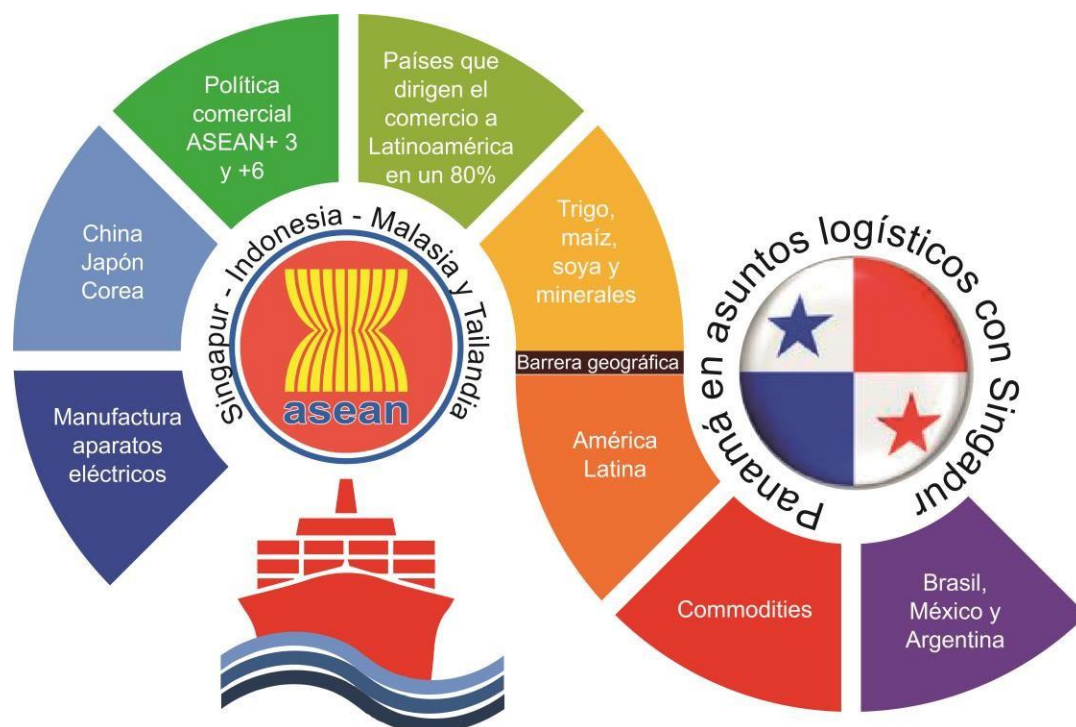 Manufactura
aparatos
eléctricos
China
Japón
Corea
Política
comercial
ASEAN+ 3
y +6
Países que
dirigen el
comercio a
Latinoamérica
en un 80%
Singapur - Indonesia - Malasia y Tailandia
asean
Trigo,
maíz,
soya y
minerales
Barrera geográfica
América
Latina
Panamá en asuntos logísticos con Singapur
Commodities
Brasil,
México y
Argentina